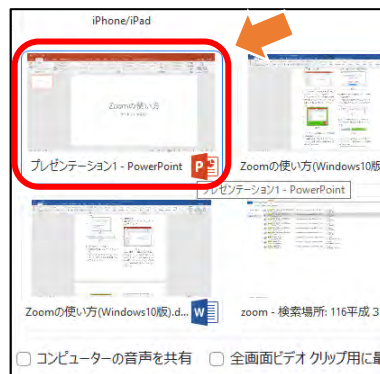 iPhone/iPad
Zoomの使い方
プレゼンテーション1 - PowerPoint
Zoomの使い方(Windows10版
プレゼンテーション1 - PowerPoint
Zoomの使い方(Windows10版).d...
zoom - 検索場所: 116平成 3
コンピューターの音声を共有
全画面ビデオ クリップ用に最